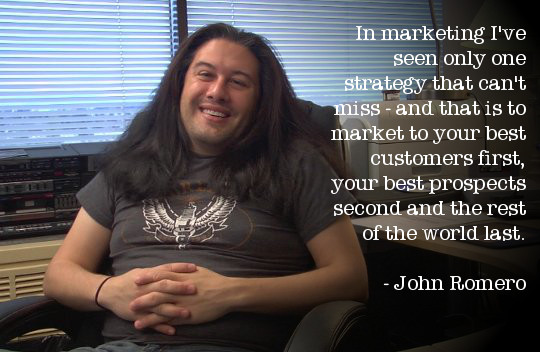 In marketing I've
seen only one
strategy that can't
miss - and that is to
market to your best
customers first,
your best prospects
second and the rest
of the world last.
- John Romero